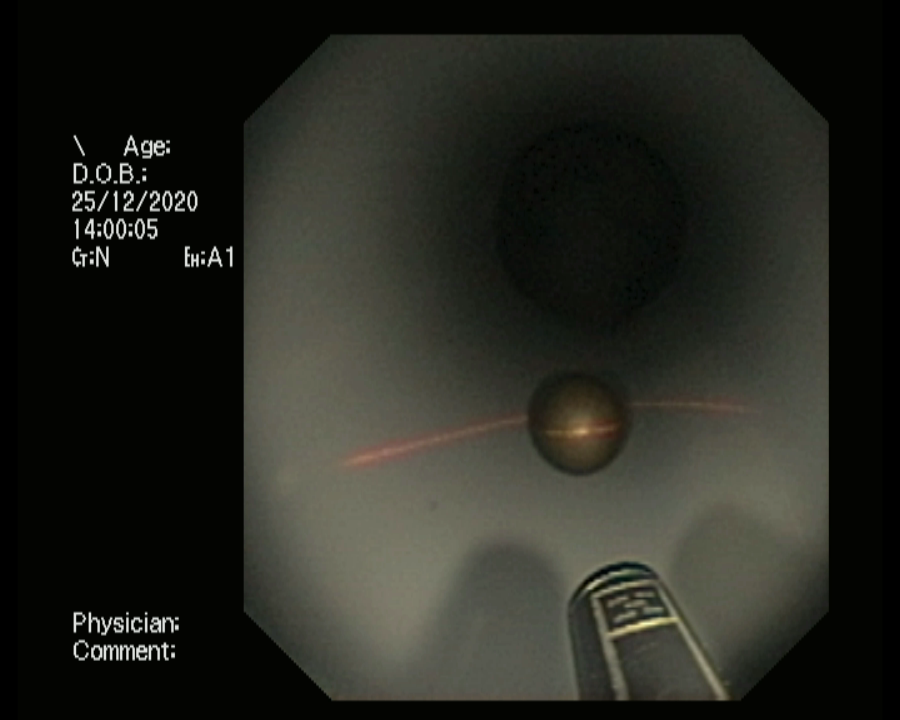 \ Age:
D.O.B.:
25/12/2020
14:00:05
Cr:N Eh:A1
Physician:
Comment: